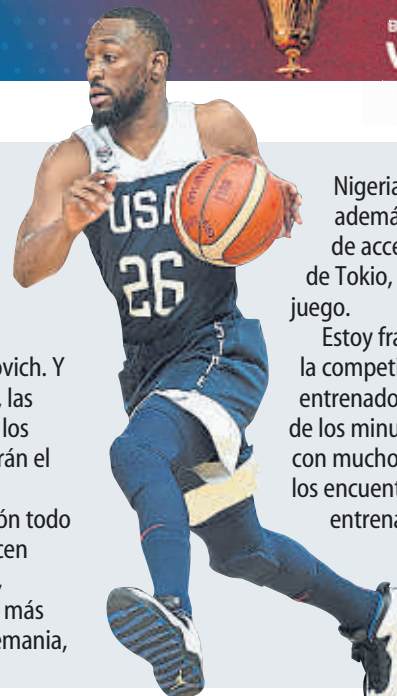 USA
26
ovich. Y
, las
los
rán el
ón todo
cen
más
emania,
Nigeria
ademá
de acce
de Tokio,
juego.
Estoy fra
la competi
entrenado
de los minu
con mucho
los encuent
entrena